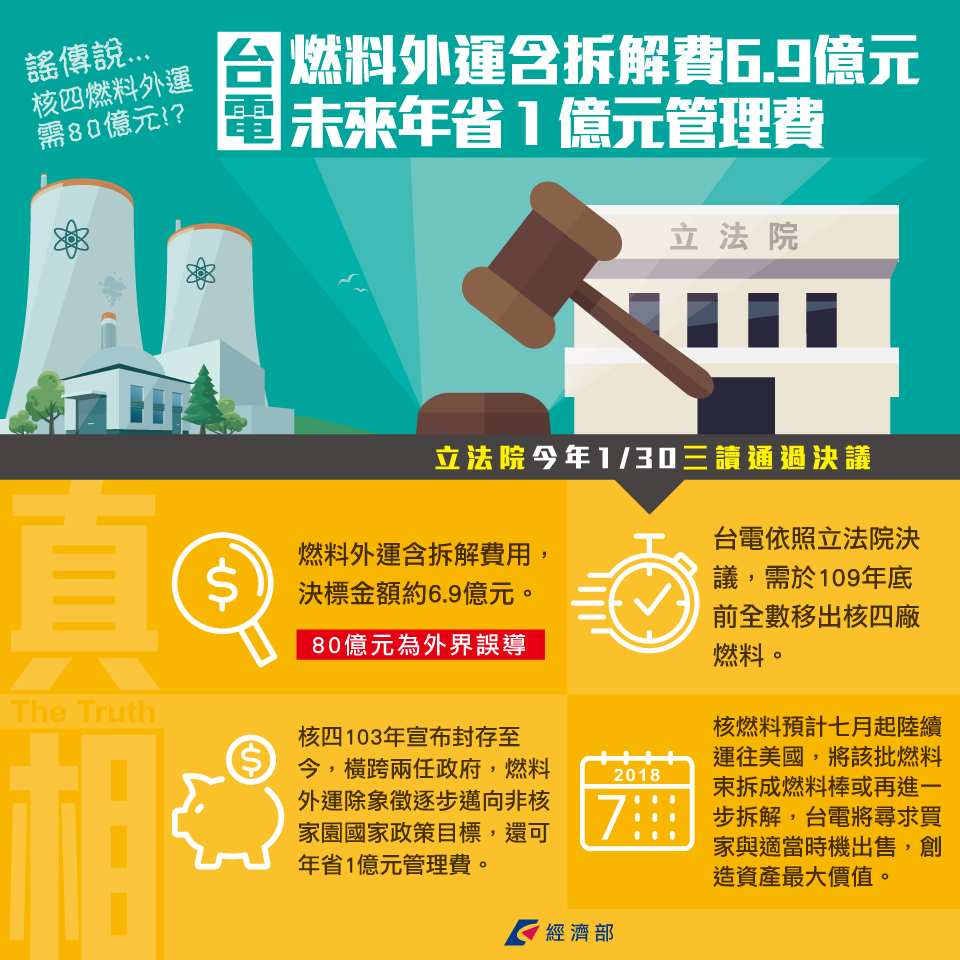 謠傳說...
核四燃料外運
需80億元!?
台電
燃料外運含拆解費6.9億元
未來年省1億元管理費
立法院
立法院今年1/30三讀通過決議
真相
The Truth
燃料外運含拆解費用，
決標金額約6.9億元。
80億元為外界誤導
台電依照立法院決
議，需於109年底
前全數移出核四廠
燃料。
核四103年宣布封存至
今，橫跨兩任政府，燃料
外運除象徵逐步邁向非核
家園國家政策目標，還可
年省1億元管理費。
2018
7
核燃料預計七月起陸續
運往美國，將該批燃料
束拆成燃料棒或再進一
步拆解，台電將尋求買
家與適當時機出售，創
造資產最大價值。
經濟部